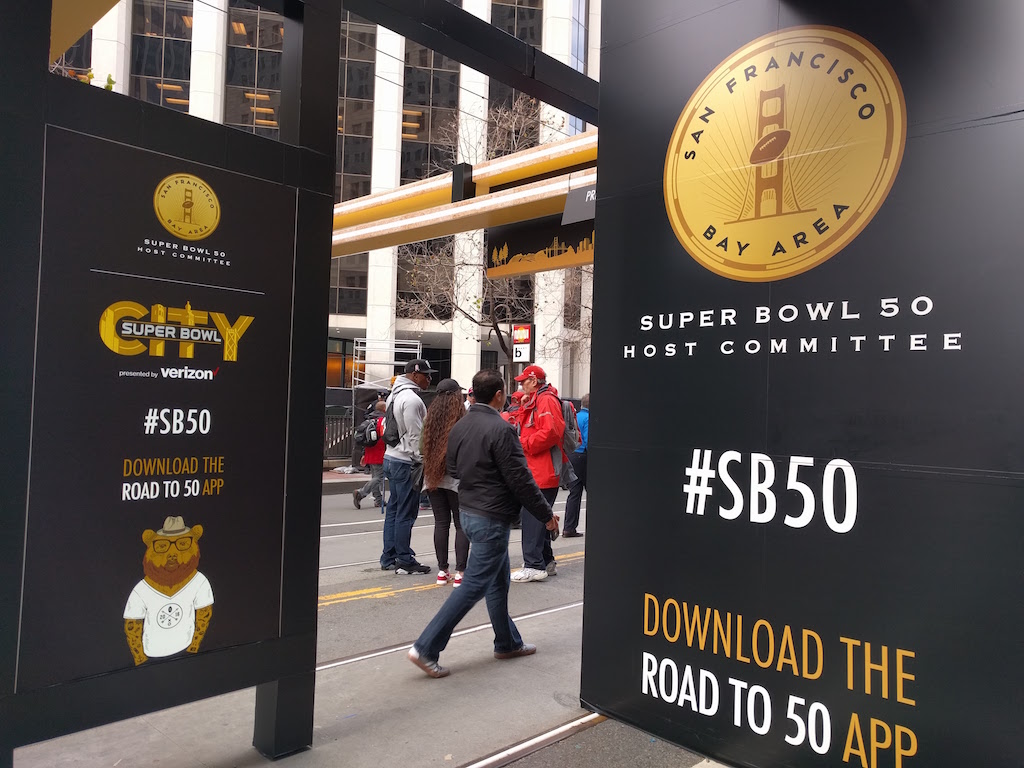 SAN FRANCISCO
BAY AREA
SUPER BOWL 50
HOST COMMITTEE
CITY
SUPER BOWL
presented by verizon
#SB50
DOWNLOAD THE
ROAD TO 50 APP
b
SAN FRANCISCO
BAY AREA
SUPER BOWL 50
HOST COMMITTEE
#SB50
DOWNLOAD THE
ROAD TO 50 APP